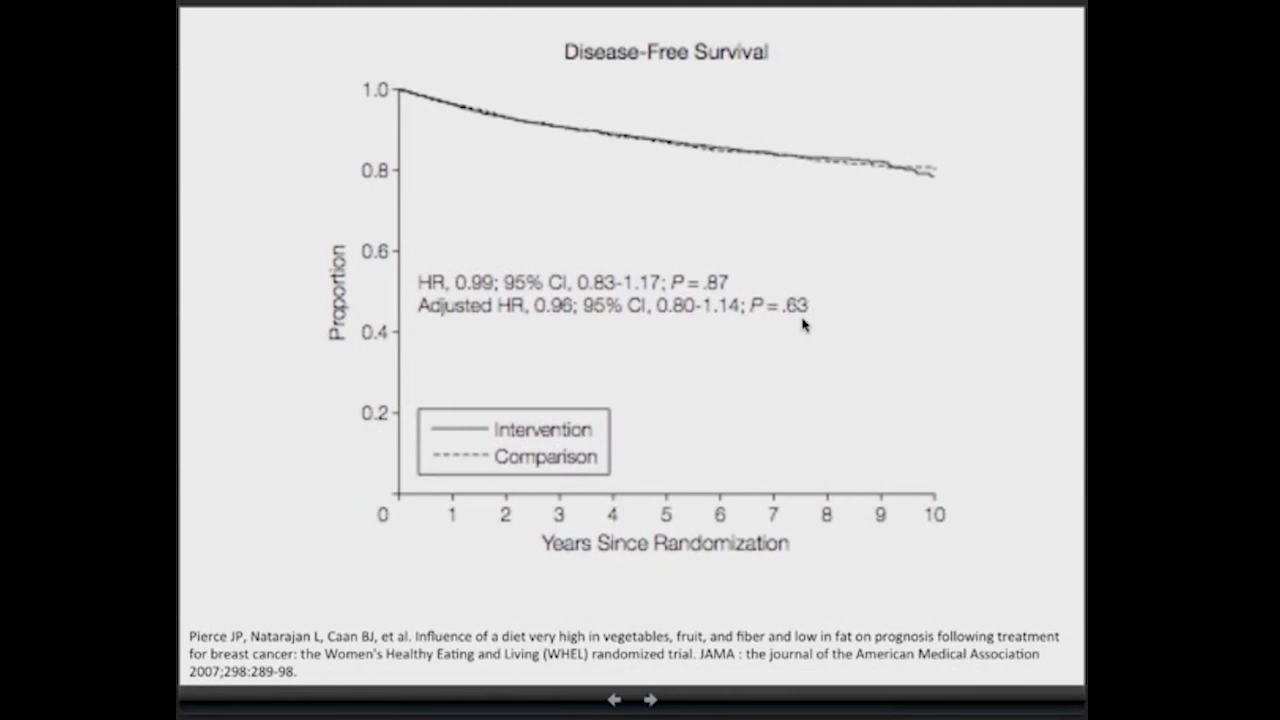 Disease-Free Survival
1.0
0.8
0.6
0.4
0.2
Proportion
HR, 0.99; 95% CI, 0.83-1.17; P = .87
Adjusted HR, 0.96; 95% CI, 0.80-1.14; P = .63
Intervention
Comparison
0 1 2 3 4 5 6 7 8 9 10
Years Since Randomization
Pierce JP, Natarajan L, Caan BJ, et al. Influence of a diet very high in vegetables, fruit, and fiber and low in fat on prognosis following treatment
for breast cancer: the Women's Healthy Eating and Living (WHEL) randomized trial. JAMA : the journal of the American Medical Association
2007;298:289-98.